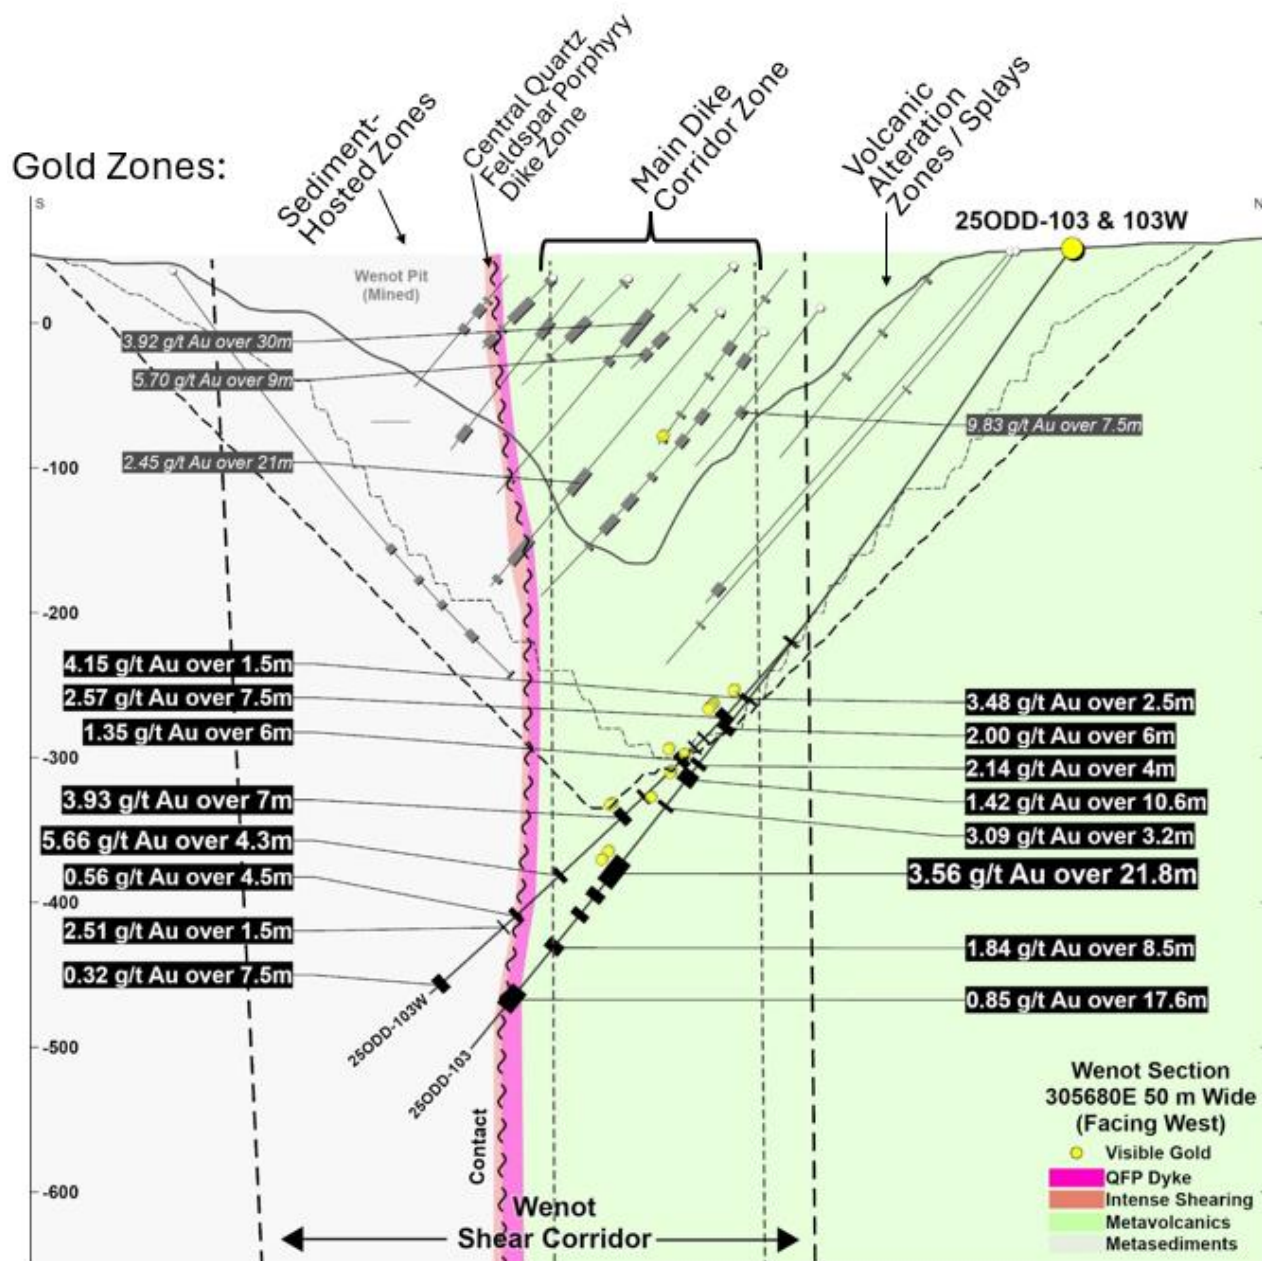 Gold Zones:
Sediment-
Hosted Zones
Central Quartz
Feldspar Porphyry
Dike Zone
Main Dike
Corridor Zone
Volcanic
Alteration
Zones / Splays
S
N
25ODD-103 & 103W
Wenot Pit
(Mined)
0
-100
-200
-300
-400
-500
-600
3.92 g/t Au over 30m
5.70 g/t Au over 9m
2.45 g/t Au over 21m
9.83 g/t Au over 7.5m
4.15 g/t Au over 1.5m
2.57 g/t Au over 7.5m
1.35 g/t Au over 6m
3.93 g/t Au over 7m
5.66 g/t Au over 4.3m
0.56 g/t Au over 4.5m
2.51 g/t Au over 1.5m
0.32 g/t Au over 7.5m
3.48 g/t Au over 2.5m
2.00 g/t Au over 6m
2.14 g/t Au over 4m
1.42 g/t Au over 10.6m
3.09 g/t Au over 3.2m
3.56 g/t Au over 21.8m
1.84 g/t Au over 8.5m
0.85 g/t Au over 17.6m
25ODD-103W
25ODD-103
Contact
Wenot
Shear Corridor
Wenot Section
305680E 50 m Wide
(Facing West)
Visible Gold
QFP Dyke
Intense Shearing
Metavolcanics
Metasediments